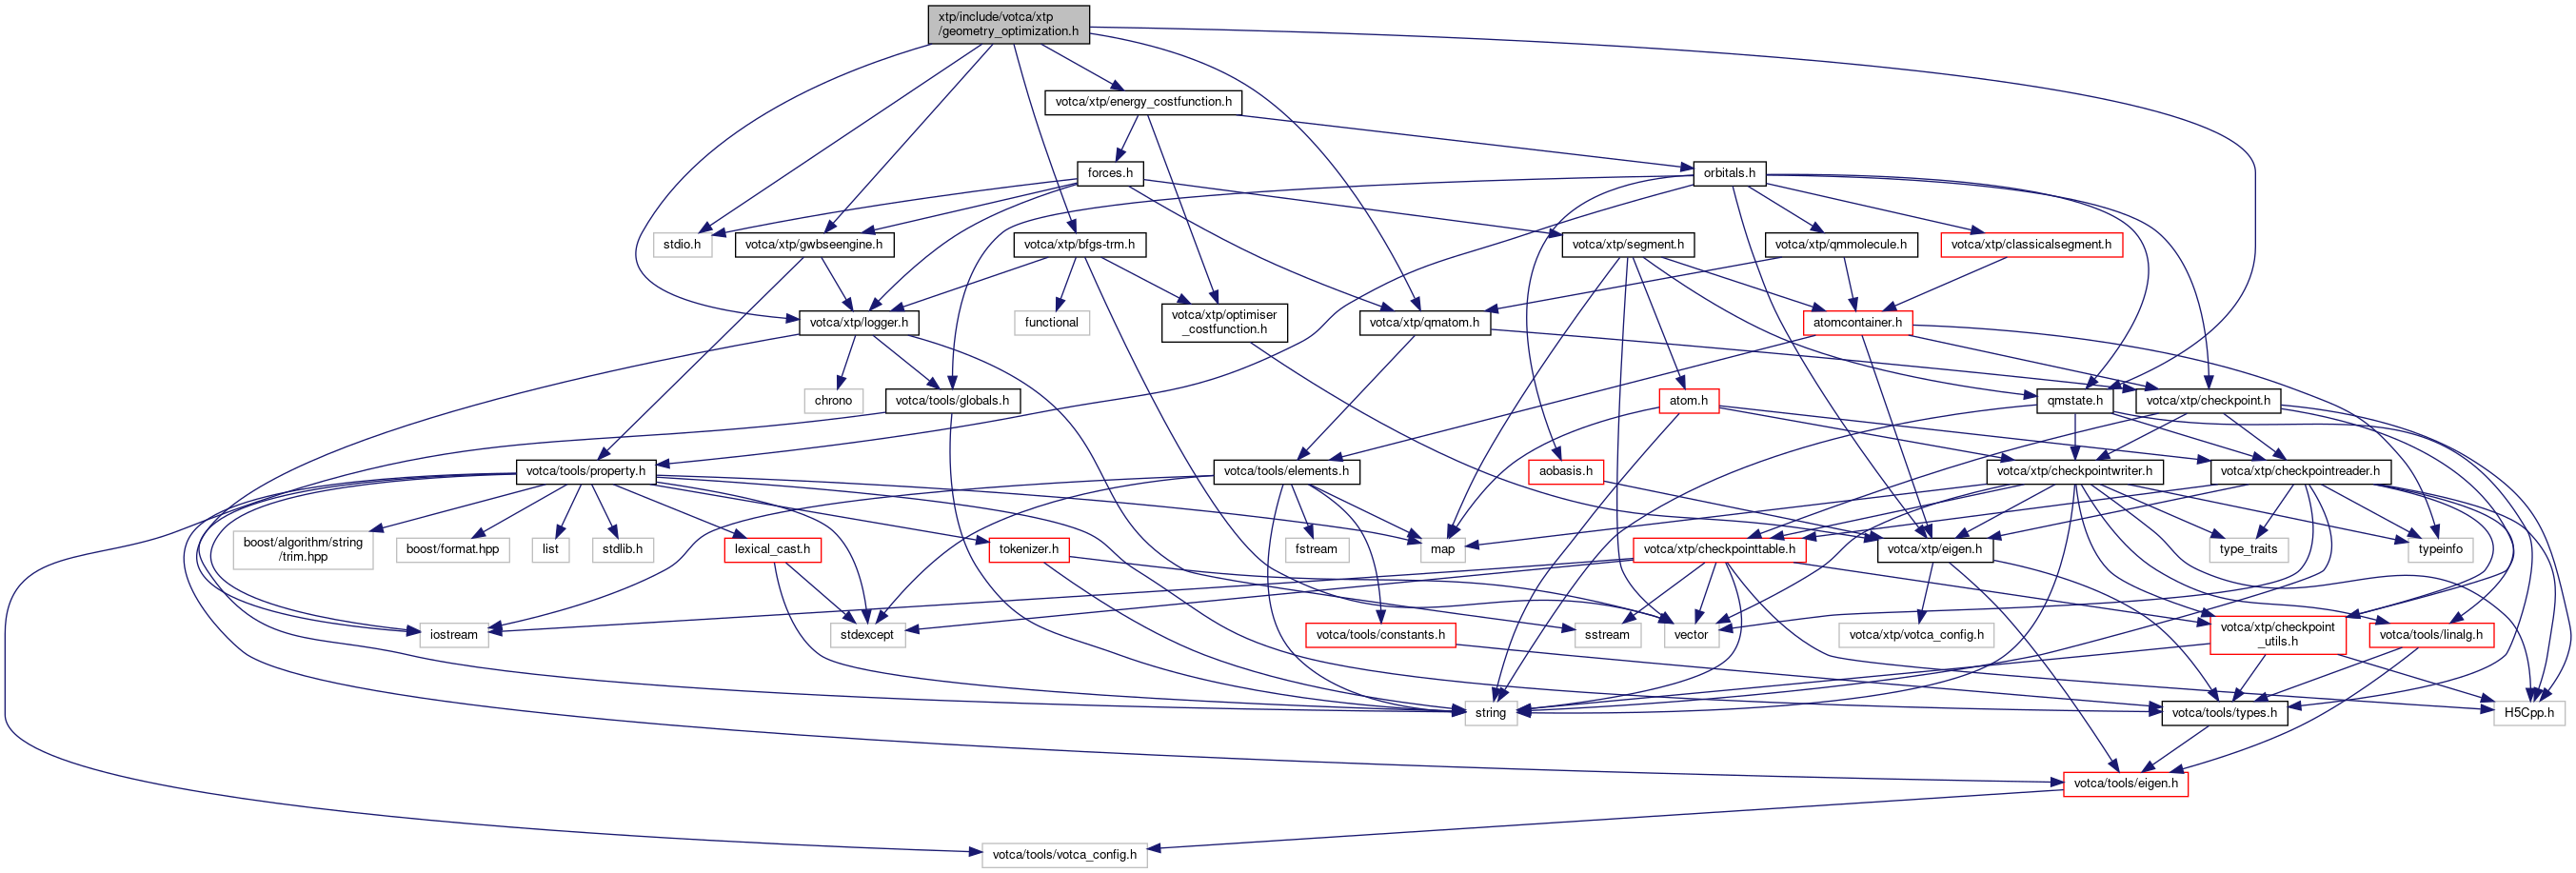 xtp/include/votca/xtp
/geometry_optimization.h
votca/xtp/energy_costfunction.h
forces.h
orbitals.h
stdio.h
votca/xtp/gwbseengine.h
votca/xtp/bfgs-trm.h
votca/xtp/segment.h
votca/xtp/qmmolecule.h
votca/xtp/classicalsegment.h
votca/xtp/logger.h
functional
votca/xtp/optimiser
_costfunction.h
votca/xtp/qmatom.h
atomcontainer.h
chrono
votca/tools/globals.h
atom.h
qmstate.h
votca/xtp/checkpoint.h
votca/tools/property.h
votca/tools/elements.h
aobasis.h
votca/xtp/checkpointwriter.h
votca/xtp/checkpointreader.h
boost/algorithm/string
/trim.hpp
boost/format.hpp
list
stdlib.h
lexical_cast.h
tokenizer.h
fstream
map
votca/xtp/checkpointtable.h
votca/xtp/eigen.h
type_traits
typeinfo
iostream
stdexcept
votca/tools/constants.h
sstream
vector
votca/xtp/votca_config.h
votca/xtp/checkpoint
_utils.h
votca/tools/linalg.h
string
votca/tools/types.h
H5Cpp.h
votca/tools/eigen.h
votca/tools/votca_config.h